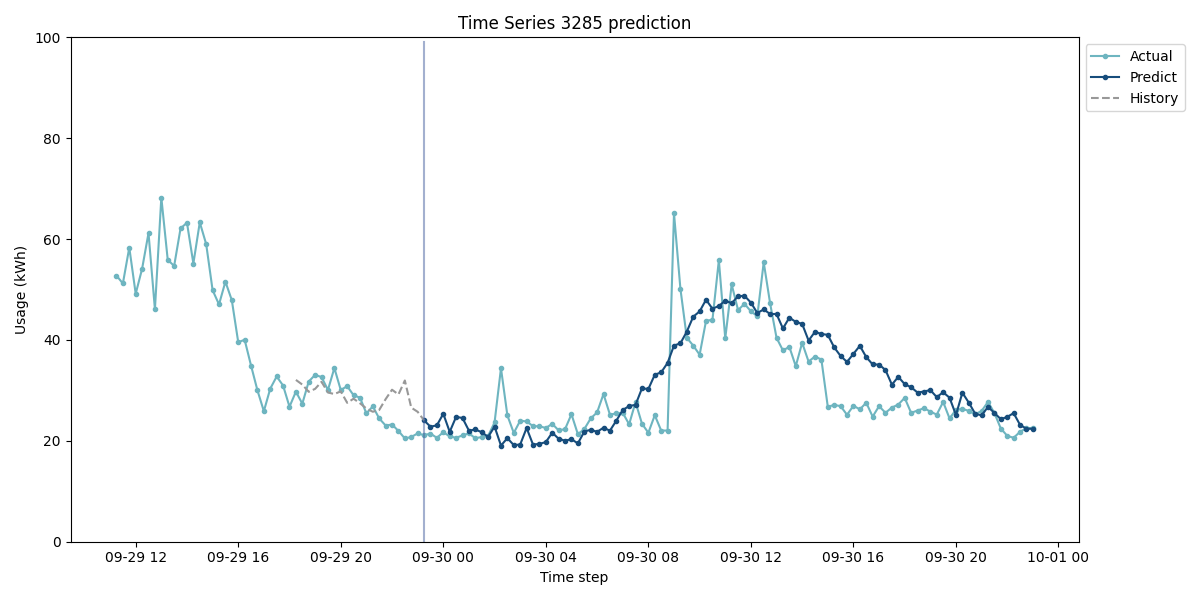 Time Series 3285 prediction
100
80
60
40
20
0
Usage (kWh)
09-29 12
09-29 16
09-29 20
09-30 00
09-30 04
09-30 08
09-30 12
09-30 16
09-30 20
10-01 00
Time step
Actual
Predict
History